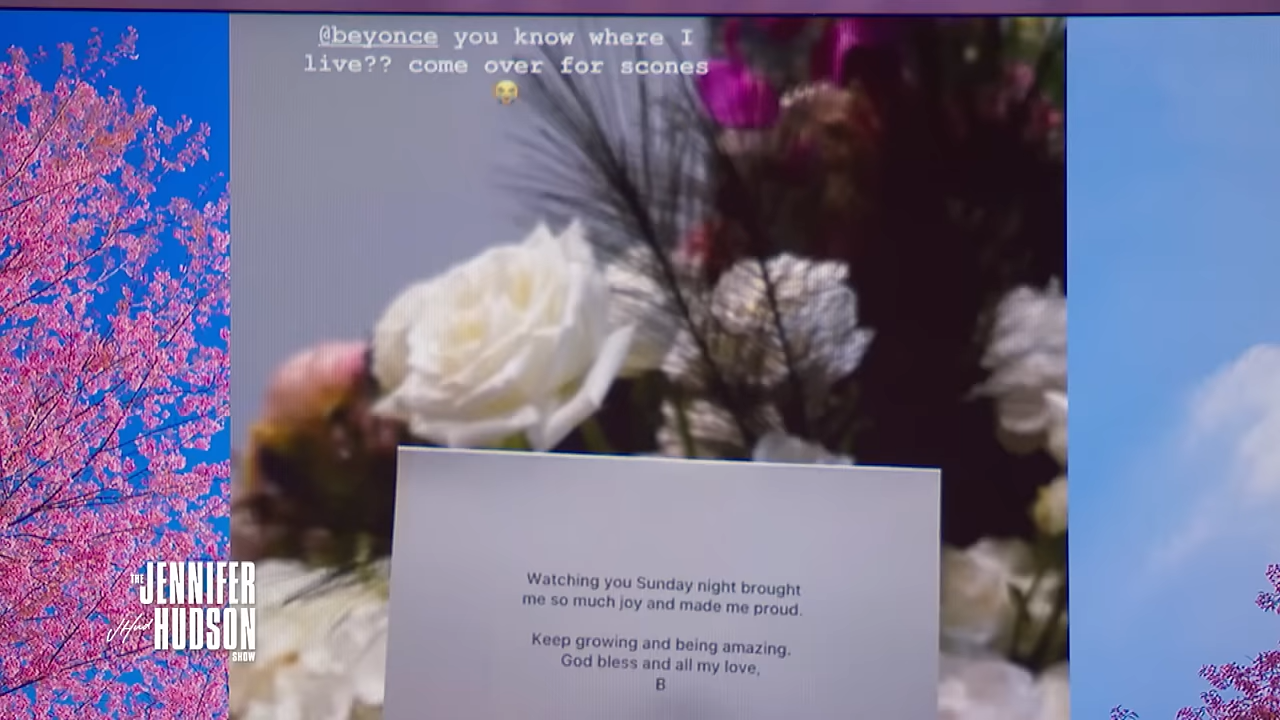 @beyonce you know where I
live?? come over for scones
😭
Watching you Sunday night brought
me so much joy and made me proud.
Keep growing and being amazing.
God bless and all my love,
B
THE
JENNIFER
JHud
HUDSON
SHOW